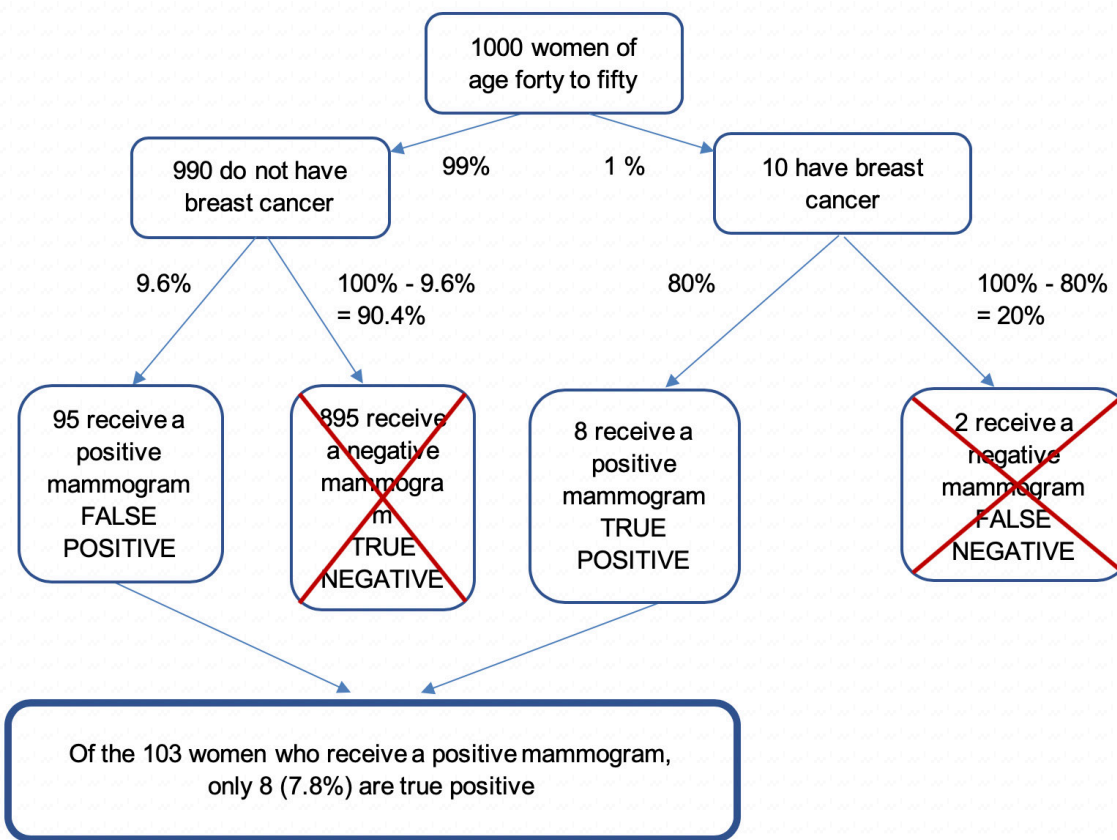 1000 women of
age forty to fifty
990 do not have
breast cancer
99%
1 %
10 have breast
cancer
9.6%
100% - 9.6%
= 90.4%
80%
100% - 80%
= 20%
95 receive a
positive
mammogram
FALSE
POSITIVE
895 receive
a negative
mammogra
m
TRUE
NEGATIVE
8 receive a
positive
mammogram
TRUE
POSITIVE
2 receive a
negative
mammogram
FALSE
NEGATIVE
Of the 103 women who receive a positive mammogram,
only 8 (7.8%) are true positive